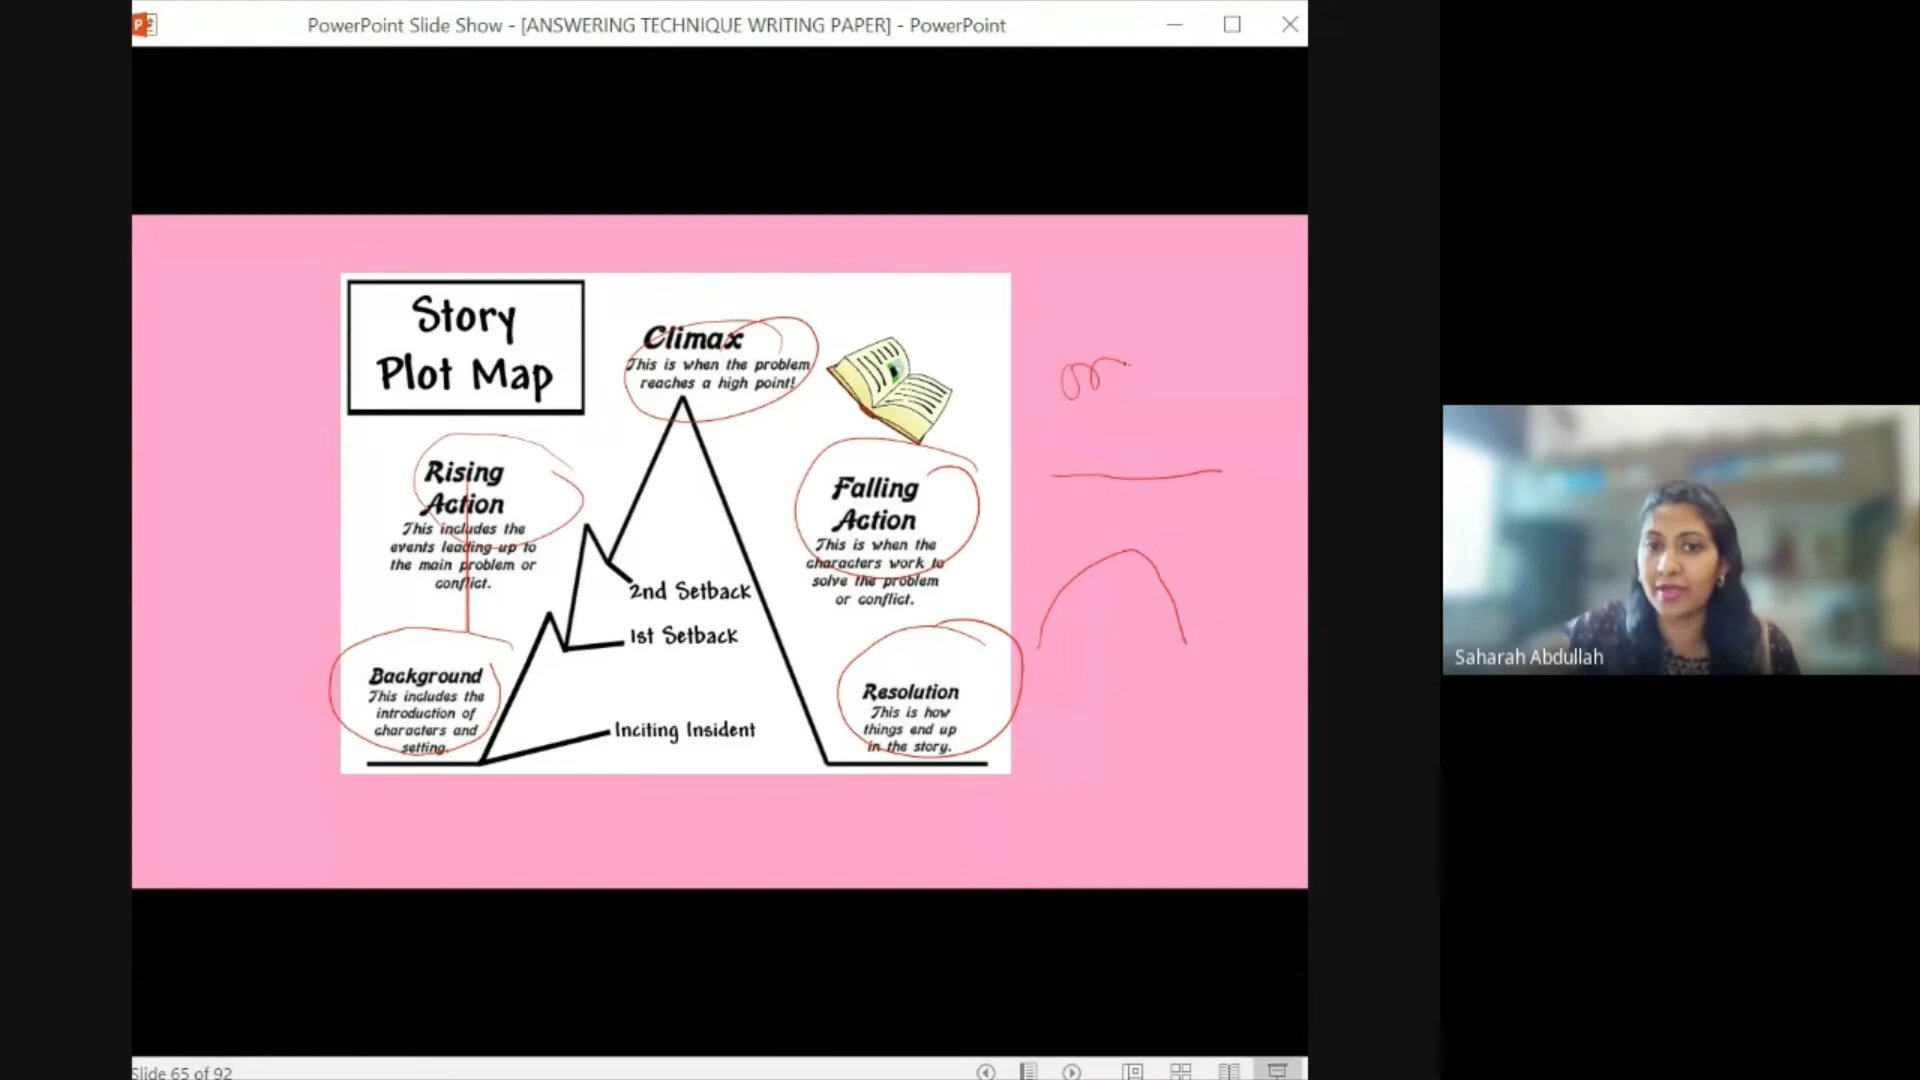 PowerPoint Slide Show - [ANSWERING TECHNIQUE WRITING PAPER] - PowerPoint
Story
Plot Map
Climax
This is when the problem
reaches a high point!
Rising
Action
This includes the
events leading up to
the main problem or
conflict.
Falling
Action
This is when the
characters work to
solve the problem
or conflict.
2nd Setback
1st Setback
Background
This includes the
introduction of
characters and
setting.
Inciting Insident
Resolution
This is how
things end up
in the story.
or
Saharah Abdullah
Slide 65 of 92